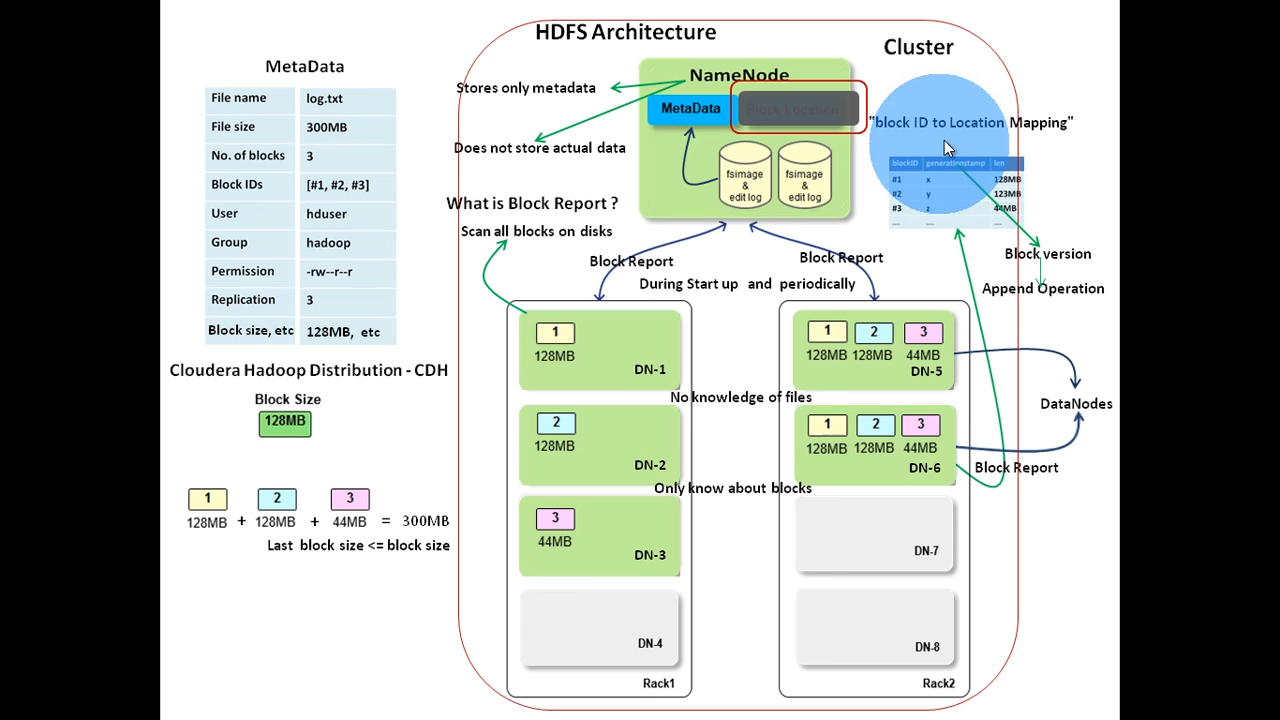 HDFS Architecture
Cluster
MetaData
File name log.txt
File size 300MB
No. of blocks 3
Block IDs [#1, #2, #3]
User hduser
Group hadoop
Permission -rw--r--r
Replication 3
Block size, etc 128MB, etc
Cloudera Hadoop Distribution - CDH
Block Size
128MB
1 2 3
128MB + 128MB + 44MB = 300MB
Last block size <= block size
NameNode
Stores only metadata
MetaData
Block Location
Does not store actual data
fsimage & edit log
fsimage & edit log
"block ID to Location Mapping"
blockID generationstamp len
#1 x 128MB
#2 y 123MB
#3 z 44MB
.... .... ....
What is Block Report ?
Scan all blocks on disks
Block Report
Block Report
During Start up and periodically
Block version
Append Operation
1
128MB
DN-1
2
128MB
DN-2
3
44MB
DN-3
DN-4
Rack1
No knowledge of files
Only know about blocks
1 2 3
128MB 128MB 44MB
DN-5
1 2 3
128MB 128MB 44MB
DN-6
DN-7
DN-8
Rack2
DataNodes
Block Report